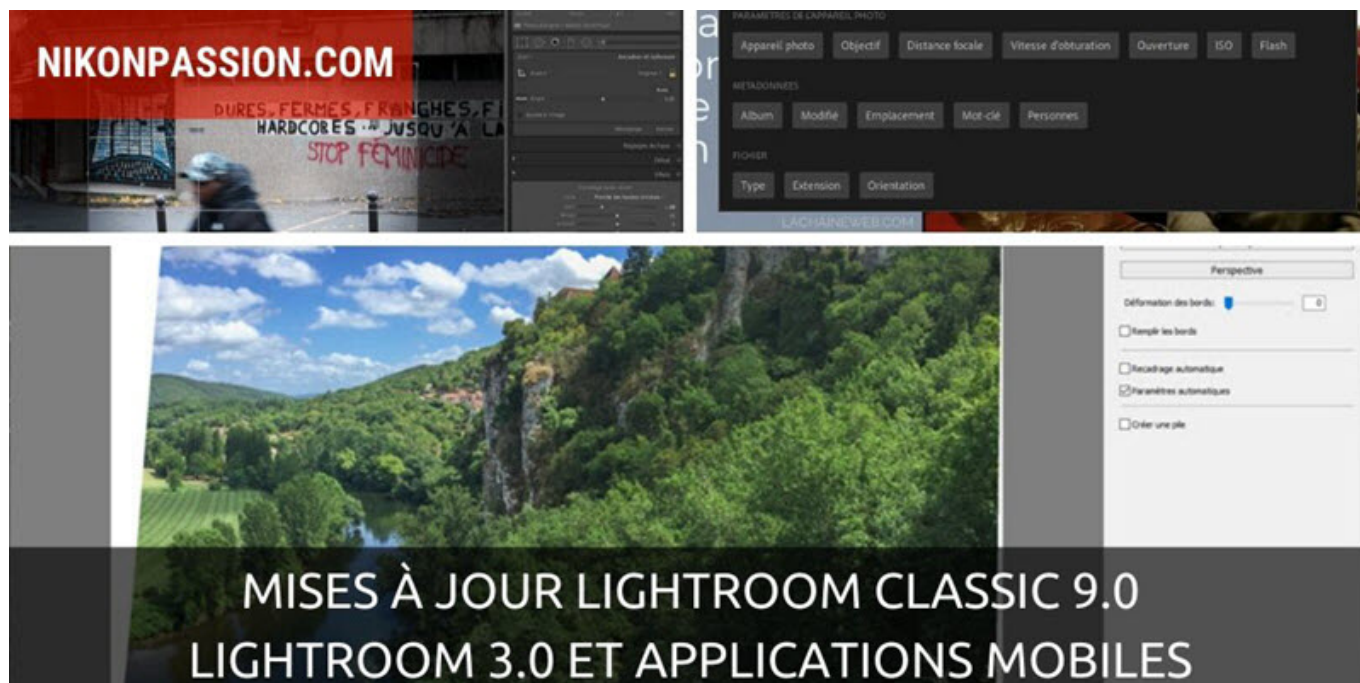 NIKONPASSION.COM
DURES, FERMES, FRANCHES, F
HARDCORES JUSQU'À LA
STOP FÉMINICIDE
PARAMÈTRES DE L'APPAREIL PHOTO
Appareil photo
Objectif
Distance focale
Vitesse d'obturation
Ouverture
ISO
Flash
MÉTADONNÉES
Album
Modifié
Emplacement
Mot-clé
Personnes
FICHIER
Type
Extension
Orientation
LACHAINEWEB.COM
Perspective
Déformation des bords: 0
Remplir les bords
Recadrage automatique
Paramètres automatiques
Créer une pile
MISES À JOUR LIGHTROOM CLASSIC 9.0
LIGHTROOM 3.0 ET APPLICATIONS MOBILES